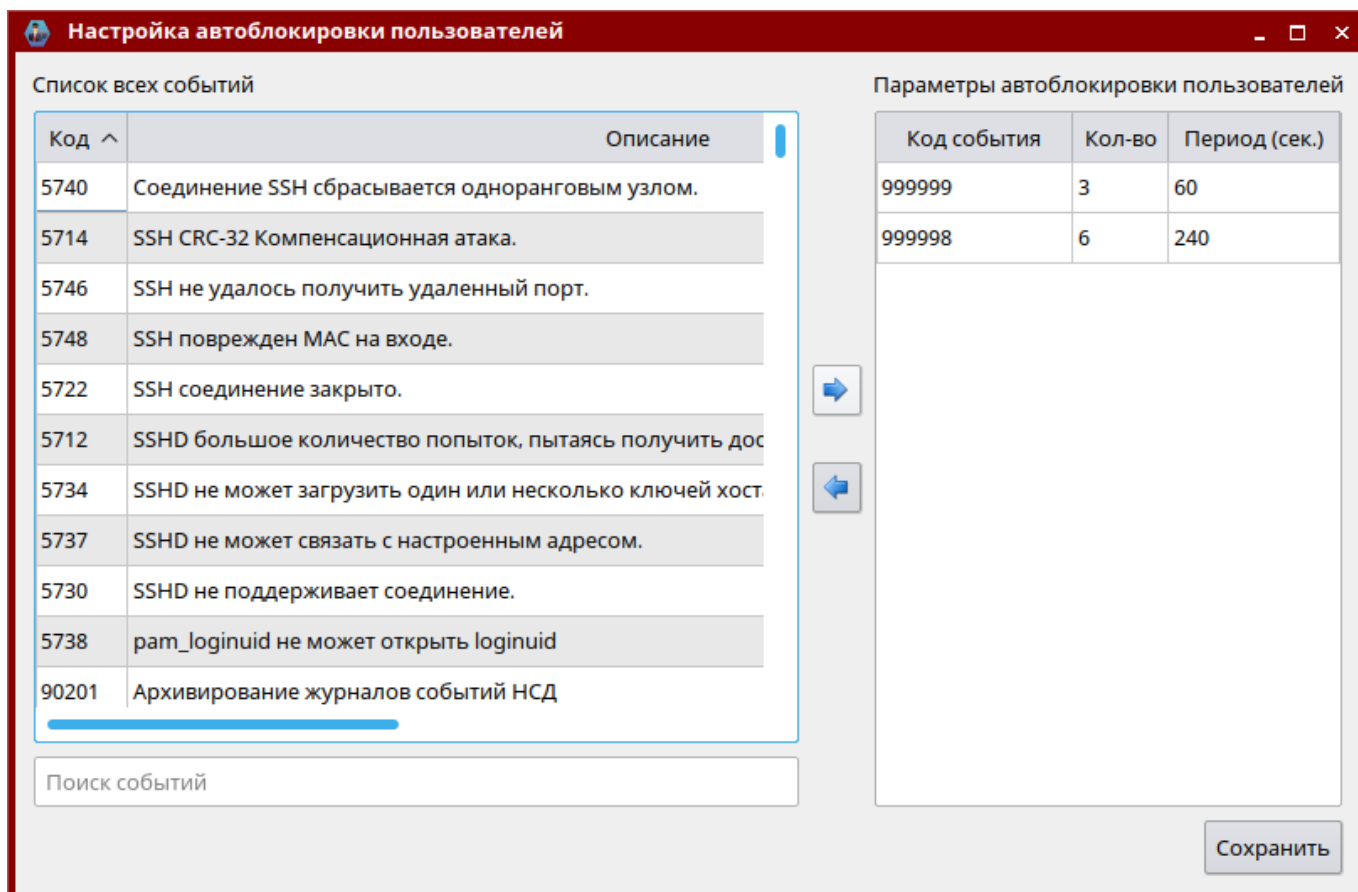 Настройка автоблокировки пользователей
Список всех событий
Код Описание
5740 Соединение SSH сбрасывается одноранговым узлом.
5714 SSH CRC-32 Компенсационная атака.
5746 SSH не удалось получить удаленный порт.
5748 SSH поврежден MAC на входе.
5722 SSH соединение закрыто.
5712 SSHD большое количество попыток, пытаясь получить дос
5734 SSHD не может загрузить один или несколько ключей хост
5737 SSHD не может связать с настроенным адресом.
5730 SSHD не поддерживает соединение.
5738 pam_loginuid не может открыть loginuid
90201 Архивирование журналов событий НСД
Поиск событий
Параметры автоблокировки пользователей
Код события Кол-во Период (сек.)
999999 3 60
999998 6 240
Сохранить